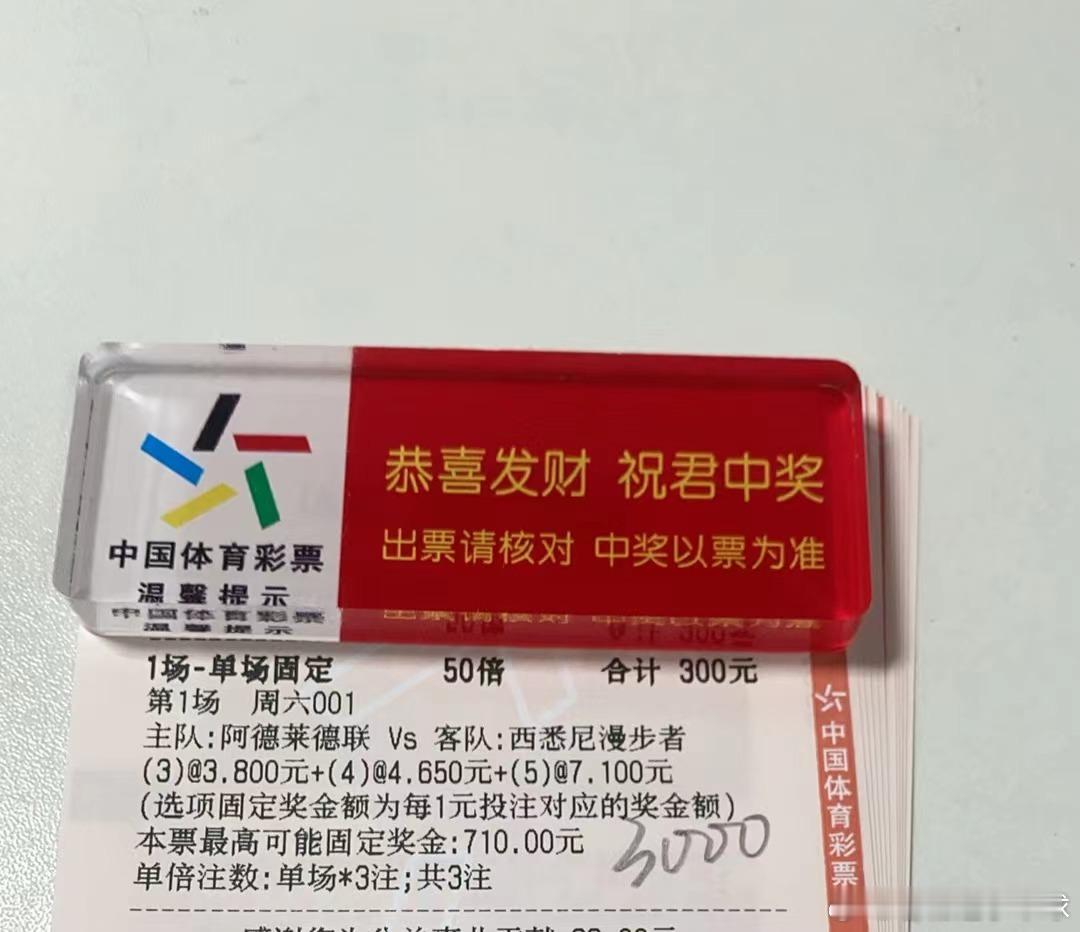 恭喜发财 祝君中奖
出票请核对 中奖以票为准
中国体育彩票
温馨提示
1场-单场固定 50倍 合计 300元
第1场 周六001
主队:阿德莱德联 Vs 客队:西悉尼漫步者
(3)@3.800元+(4)@4.650元+(5)@7.100元
(选项固定奖金额为每1元投注对应的奖金额)
本票最高可能固定奖金:710.00元
3000
单倍注数:单场*3注;共3注
中国体育彩票